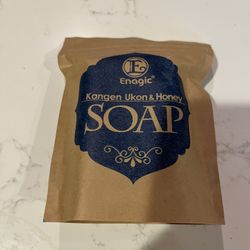 E
Enagic®
Kangen Ukon & Honey
SOAP